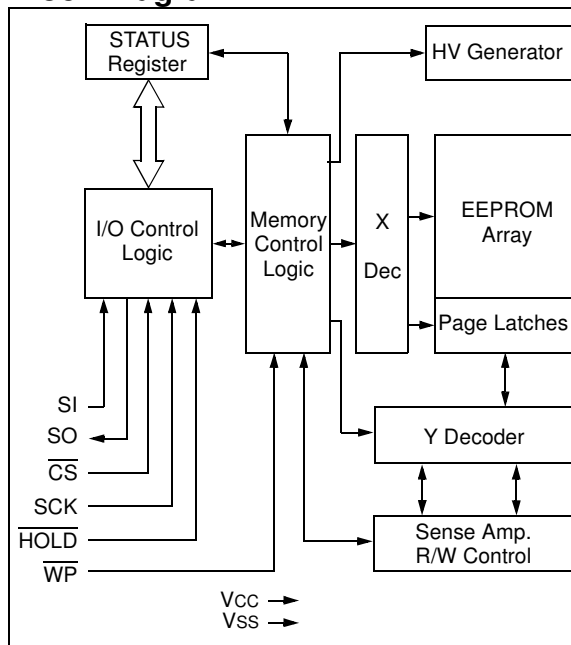 STATUS
Register
HV Generator
I/O Control
Logic
Memory
Control
Logic
X
Dec
EEPROM
Array
Page Latches
Y Decoder
Sense Amp.
R/W Control
SI
SO
CS
SCK
HOLD
WP
VCC
VSS